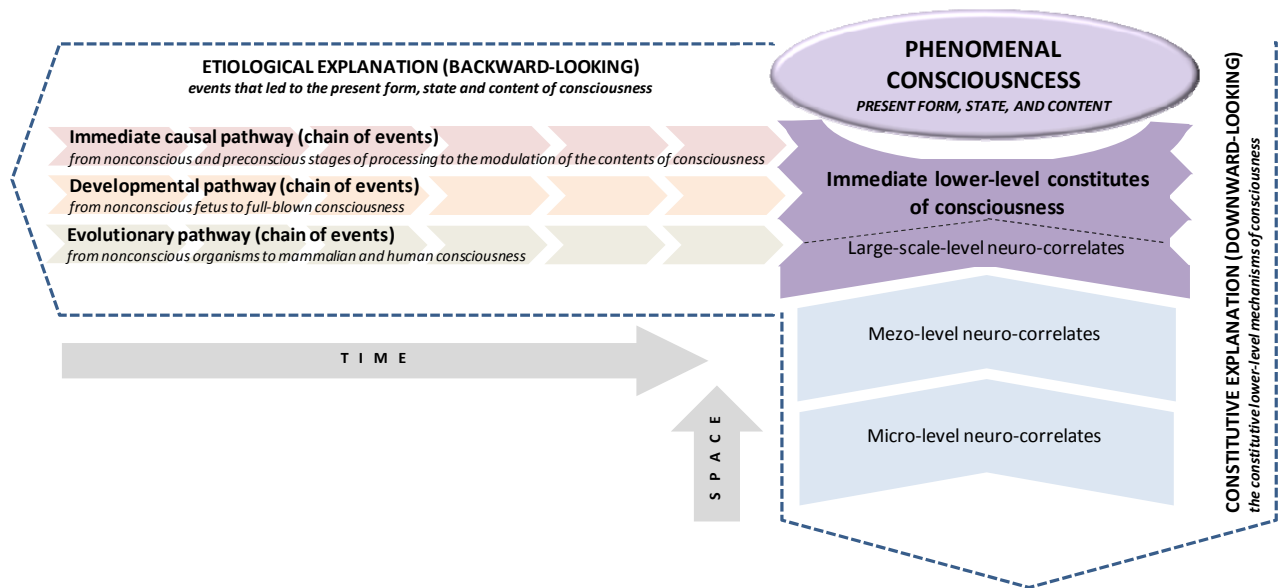 ETIOLOGICAL EXPLANATION (BACKWARD-LOOKING)
events that led to the present form, state and content of consciousness
Immediate causal pathway (chain of events)
from nonconscious and preconscious stages of processing to the modulation of the contents of consciousness
Developmental pathway (chain of events)
from nonconscious fetus to full-blown consciousness
Evolutionary pathway (chain of events)
from nonconscious organisms to mammalian and human consciousness
TIME
SPACE
PHENOMENAL
CONSCIOUSNCESS
PRESENT FORM, STATE, AND CONTENT
Immediate lower-level constitutes
of consciousness
Large-scale-level neuro-correlates
Mezo-level neuro-correlates
Micro-level neuro-correlates
CONSTITUTIVE EXPLANATION (DOWNWARD-LOOKING)
the constitutive lower-level mechanisms of consciousness